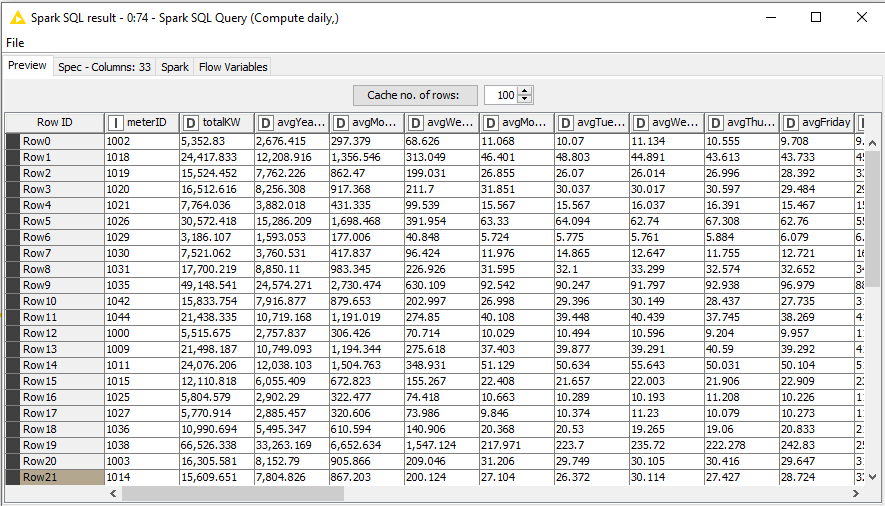 Spark SQL result - 0:74 - Spark SQL Query (Compute daily,)
File
Preview Spec - Columns: 33 Spark Flow Variables
Cache no. of rows: 100
Row ID I meterID D totalKW D avgYea... D avgMo... D avgWe... D avgMo... D avgTue... D avgWe... D avgThu... D avgFriday
Row0 1002 5,352.83 2,676.415 297.379 68.626 11.068 10.07 11.134 10.555 9.708 9.
Row1 1018 24,417.833 12,208.916 1,356.546 313.049 46.401 48.803 44.891 43.613 43.733 45
Row2 1019 15,524.452 7,762.226 862.47 199.031 26.855 26.07 26.014 26.996 28.392 33
Row3 1020 16,512.616 8,256.308 917.368 211.7 31.851 30.037 30.017 30.597 29.484 29
Row4 1021 7,764.036 3,882.018 431.335 99.539 15.567 15.567 16.037 16.391 15.467 15
Row5 1026 30,572.418 15,286.209 1,698.468 391.954 63.33 64.094 62.74 67.308 62.76 55
Row6 1029 3,186.107 1,593.053 177.006 40.848 5.724 5.775 5.761 5.884 6.079 6.
Row7 1030 7,521.062 3,760.531 417.837 96.424 11.976 14.865 12.647 11.755 12.721 16
Row8 1031 17,700.219 8,850.11 983.345 226.926 31.595 32.1 33.299 32.574 32.652 34
Row9 1035 49,148.541 24,574.271 2,730.474 630.109 92.542 90.247 91.797 92.938 96.979 88
Row10 1042 15,833.754 7,916.877 879.653 202.997 26.998 29.396 30.149 28.437 27.735 31
Row11 1044 21,438.335 10,719.168 1,191.019 274.85 40.108 39.448 40.439 37.745 38.269 41
Row12 1000 5,515.675 2,757.837 306.426 70.714 10.029 10.494 10.596 9.204 9.957 11
Row13 1009 21,498.187 10,749.093 1,194.344 275.618 37.403 39.877 39.291 40.59 39.292 41
Row14 1011 24,076.206 12,038.103 1,504.763 348.931 51.129 50.634 55.643 50.031 50.104 51
Row15 1015 12,110.818 6,055.409 672.823 155.267 22.408 21.657 22.003 21.906 22.909 23
Row16 1025 5,804.579 2,902.29 322.477 74.418 10.663 10.289 10.193 11.208 10.226 11
Row17 1027 5,770.914 2,885.457 320.606 73.986 9.846 10.374 11.23 10.079 10.273 11
Row18 1036 10,990.694 5,495.347 610.594 140.906 20.368 20.53 19.265 19.06 20.833 21
Row19 1038 66,526.338 33,263.169 6,652.634 1,547.124 217.971 223.7 235.72 222.278 242.83 25
Row20 1003 16,305.581 8,152.79 905.866 209.046 31.206 29.749 30.105 30.416 29.647 31
Row21 1014 15,609.651 7,804.826 867.203 200.124 27.104 26.372 30.114 27.427 28.724 32